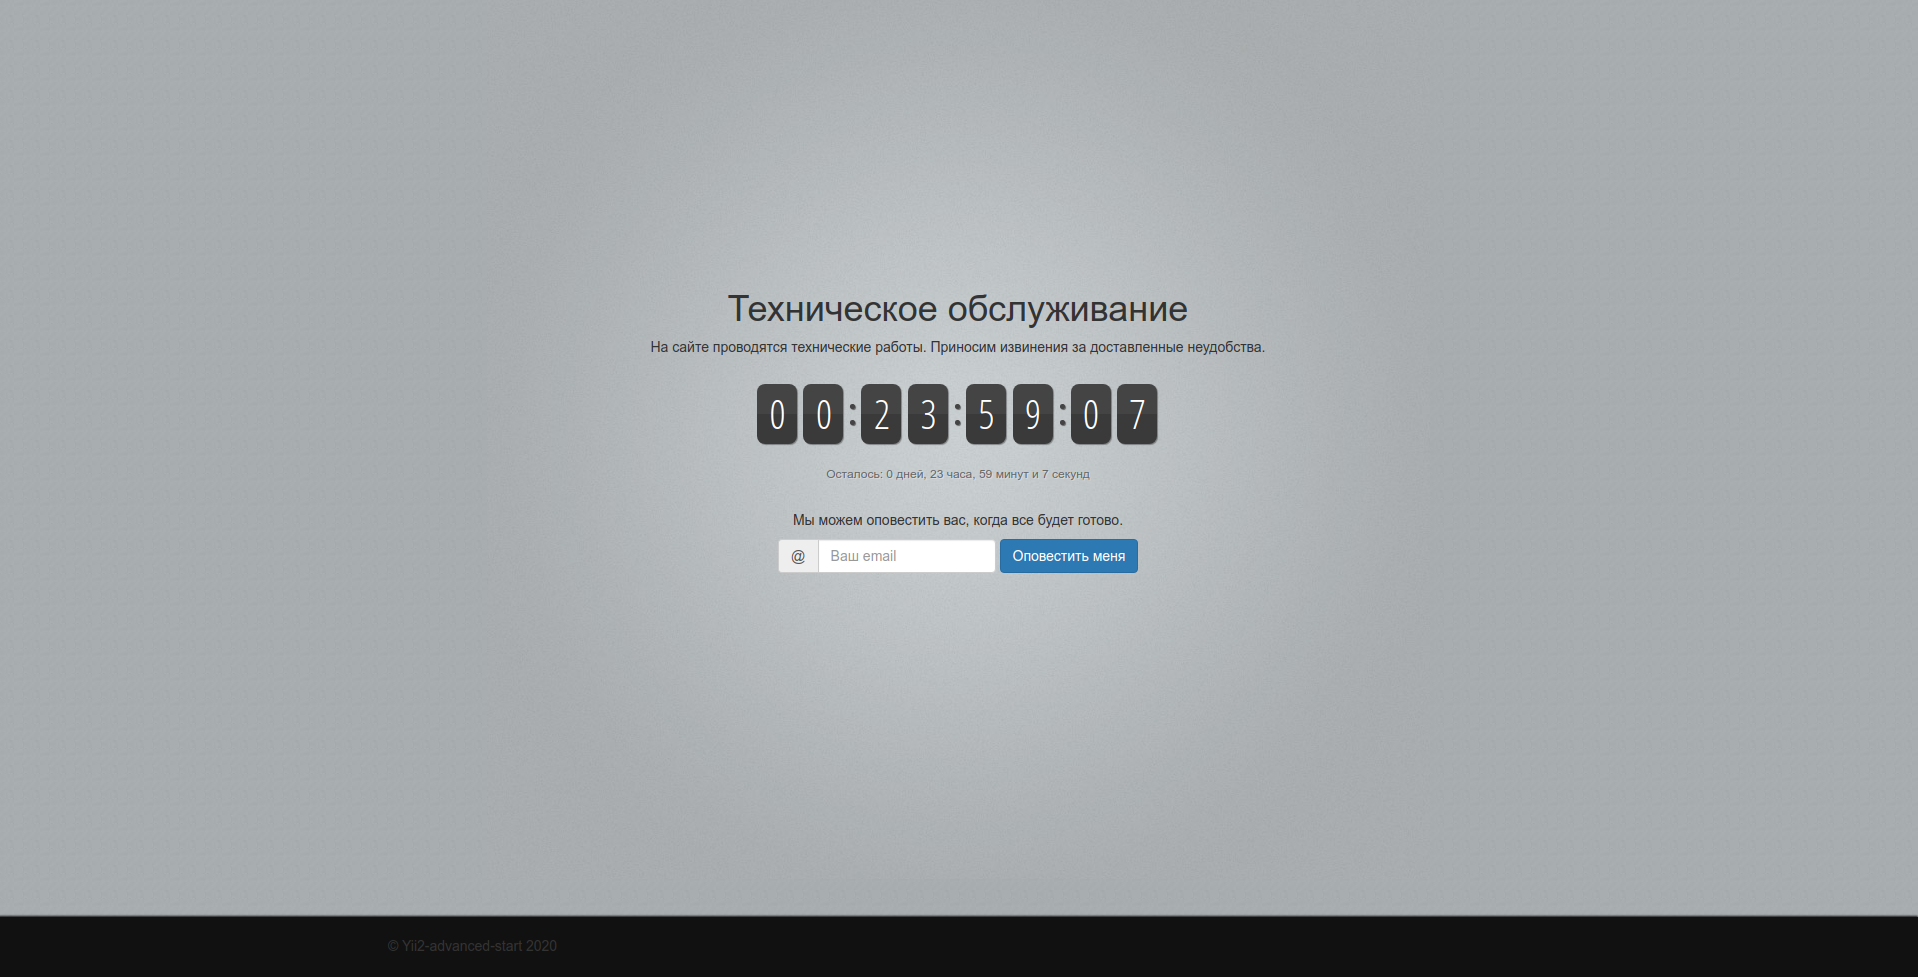 Техническое обслуживание
На сайте проводятся технические работы. Приносим извинения за доставленные неудобства.
00:23:59:07
Осталось: 0 дней, 23 часа, 59 минут и 7 секунд
Мы можем оповестить вас, когда все будет готово.
@ Ваш email Оповестить меня
© Yii2-advanced-start 2020